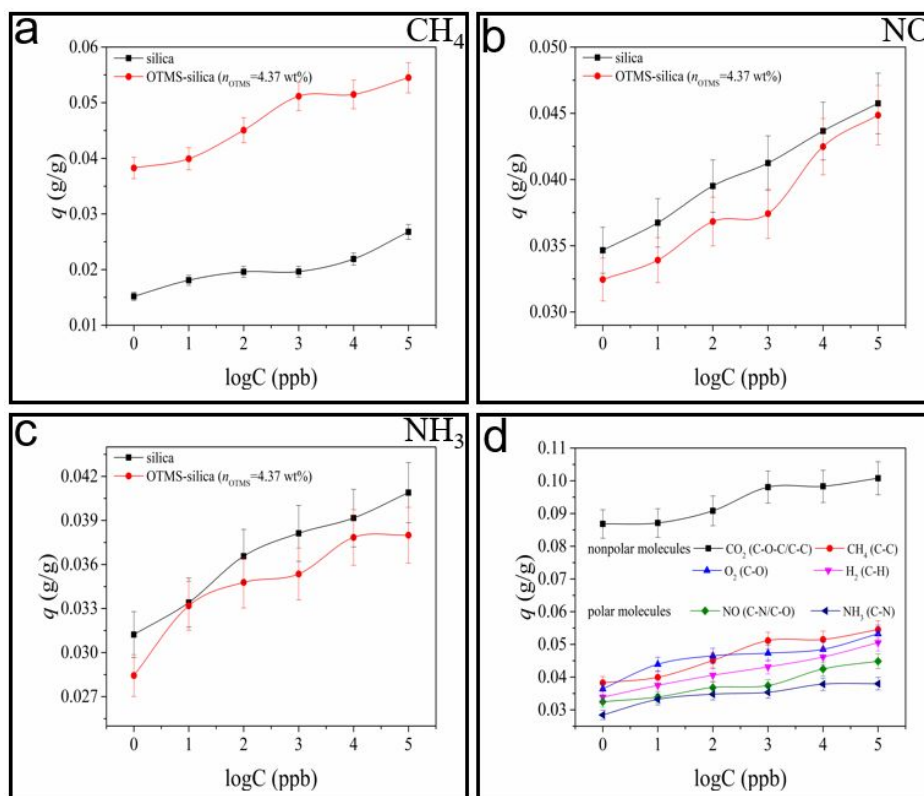 a
CH₄
silica
OTMS-silica (n_OTMS=4.37 wt%)
0.06
0.05
0.04
0.03
0.02
0.01
q (g/g)
0 1 2 3 4 5
logC (ppb)
b
NO
silica
OTMS-silica (n_OTMS=4.37 wt%)
0.050
0.045
0.040
0.035
0.030
q (g/g)
0 1 2 3 4 5
logC (ppb)
c
NH₃
silica
OTMS-silica (n_OTMS=4.37 wt%)
0.042
0.039
0.036
0.033
0.030
0.027
q (g/g)
0 1 2 3 4 5
logC (ppb)
d
0.11
0.10
0.09
0.08
0.07
0.06
0.05
0.04
0.03
q (g/g)
nonpolar molecules CO₂ (C-O-C/C-C) CH₄ (C-C)
O₂ (C-O) H₂ (C-H)
polar molecules NO (C-N/C-O) NH₃ (C-N)
0 1 2 3 4 5
logC (ppb)